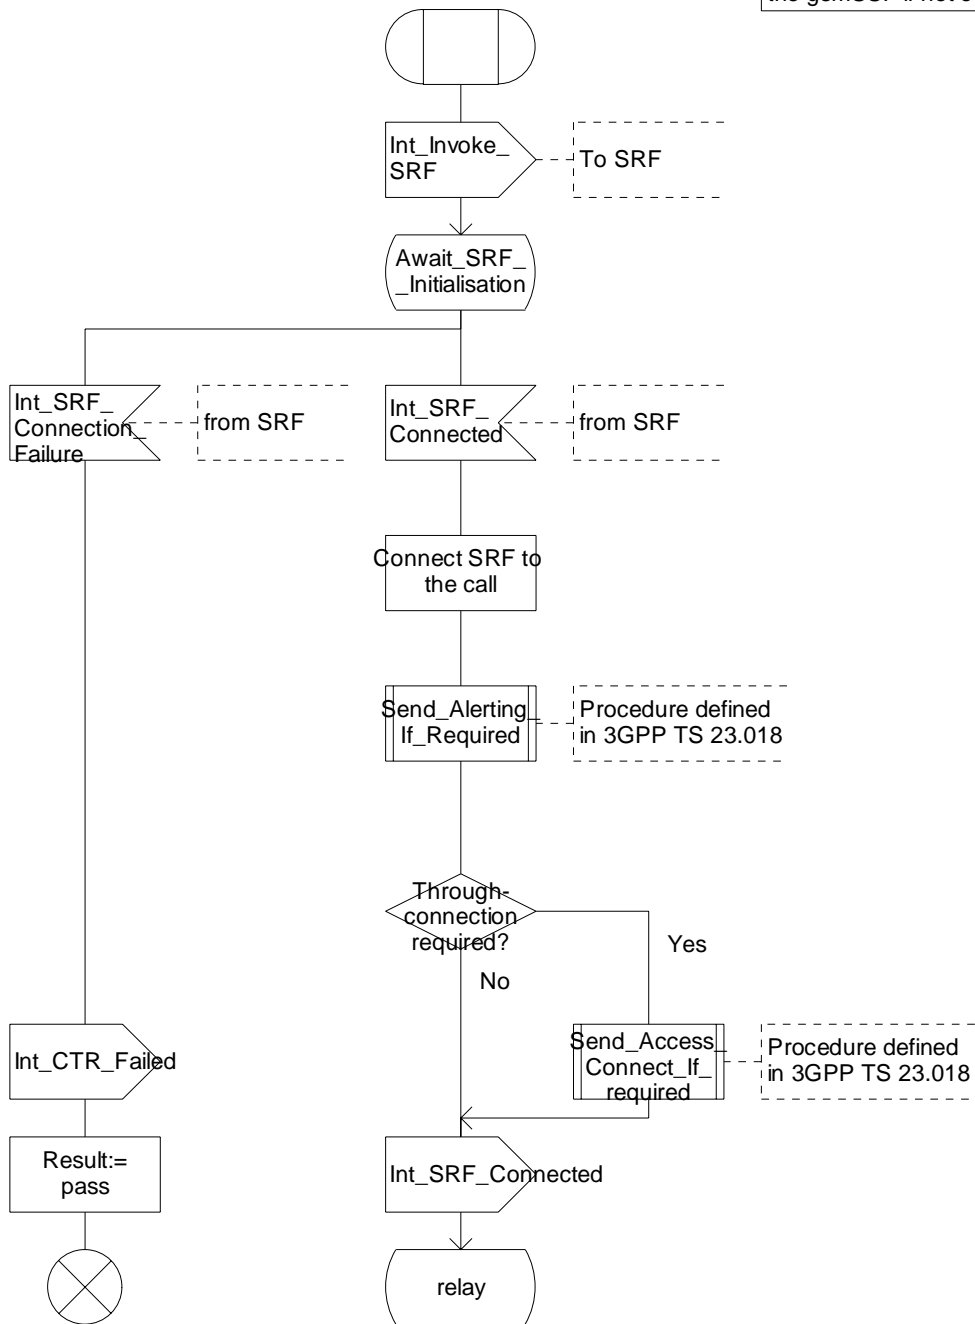 Int_Invoke_
SRF
To SRF
Await_SRF_
_Initialisation
Int_SRF_
Connection_
Failure
from SRF
Int_SRF_
Connected
from SRF
Connect SRF to
the call
Send_Alerting_
If_Required
Procedure defined
in 3GPP TS 23.018
Through-
connection
required?
Yes
No
Int_CTR_Failed
Send_Access_
Connect_If_
required
Procedure defined
in 3GPP TS 23.018
Result:=
pass
Int_SRF_Connected
relay